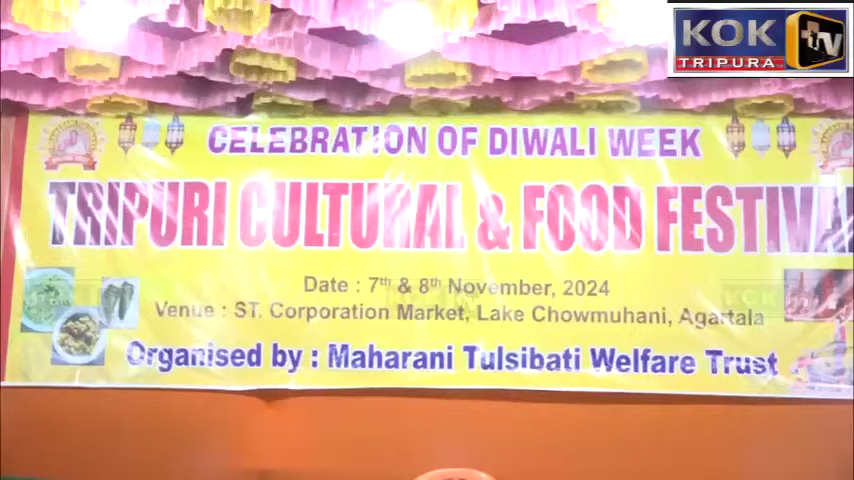 KOK tv
TRIPURA
CELEBRATION OF DIWALI WEEK
TRIPURI CULTURAL & FOOD FESTIVAL
Date : 7th & 8th November, 2024
Venue : ST. CORPORATION Market, LAKE Chowmuhani, Agartala
Organised by : MAHARANI TULSIBATI WELFARE TRUST